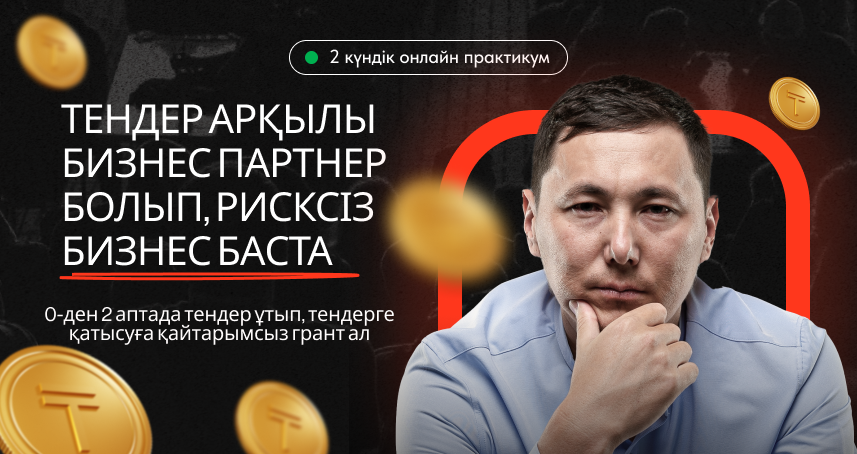 2 күндік онлайн практикум
ТЕНДЕР АРҚЫЛЫ
БИЗНЕС ПАРТНЕР
БОЛЫП, РИСКСІЗ
БИЗНЕС БАСТА
0-ден 2 аптада тендер ұтып, тендерге
қатысуға қайтарымсыз грант ал